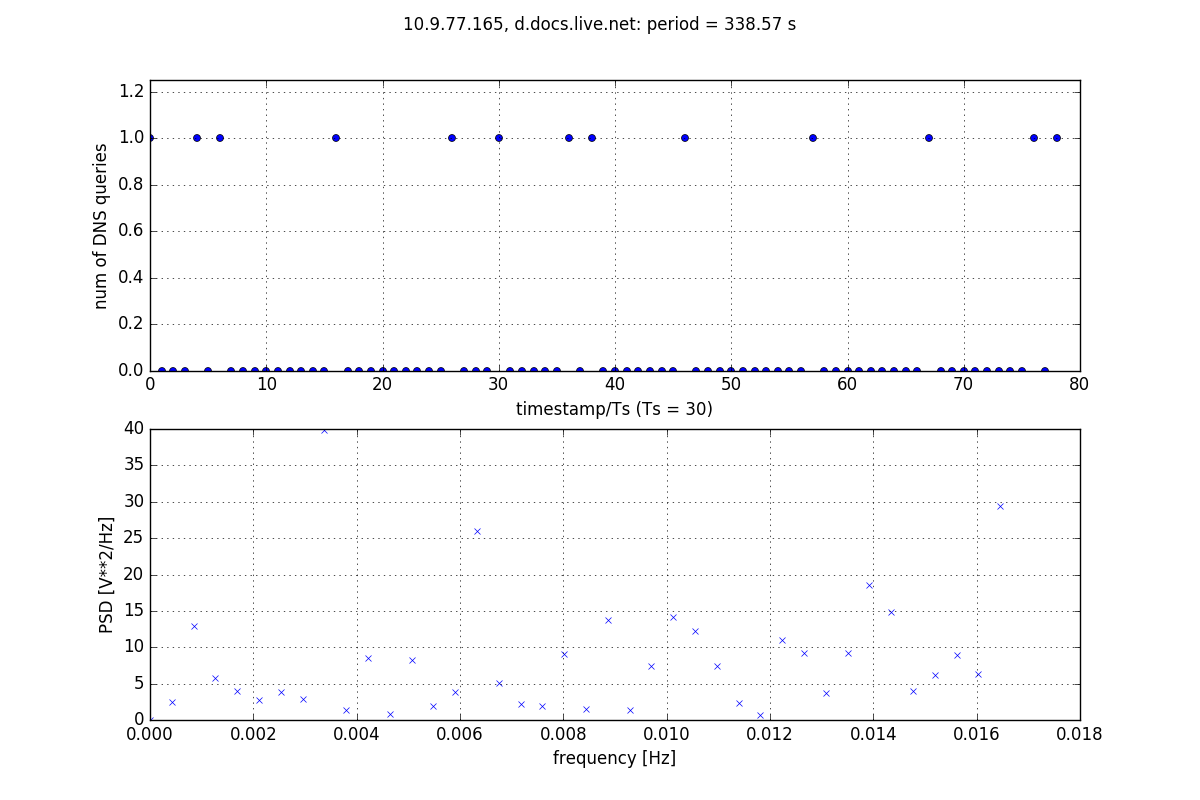 10.9.77.165, d.docs.live.net: period = 338.57 s
1.2
1.0
0.8
0.6
0.4
0.2
0.0
num of DNS queries
0 10 20 30 40 50 60 70 80
timestamp/Ts (Ts = 30)
40
35
30
25
20
15
10
5
0
PSD [V**2/Hz]
0.000 0.002 0.004 0.006 0.008 0.010 0.012 0.014 0.016 0.018
frequency [Hz]